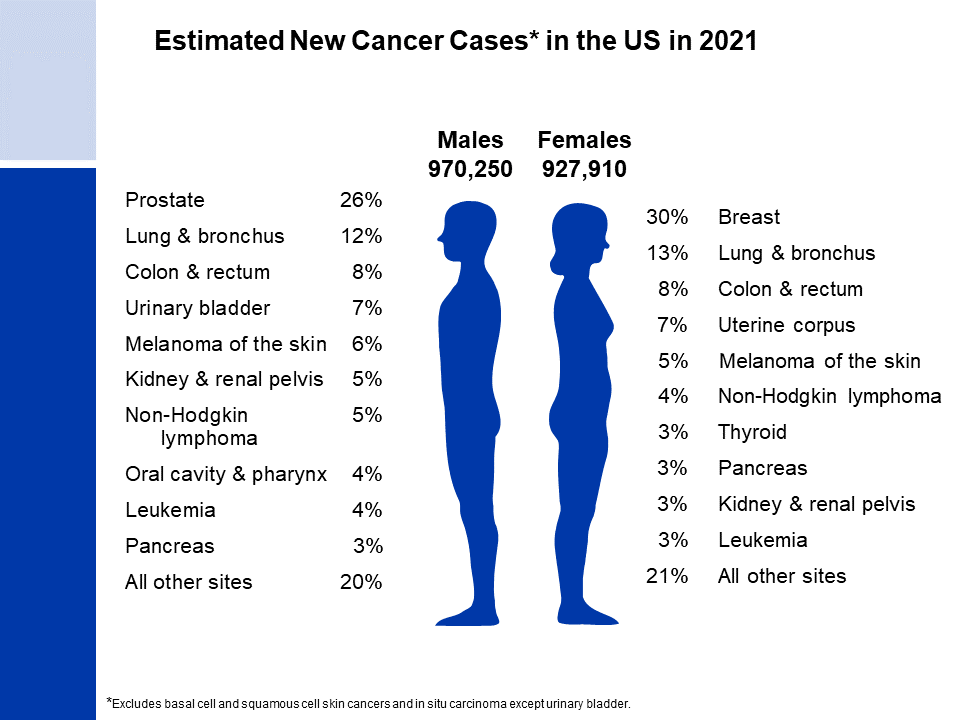 Estimated New Cancer Cases* in the US in 2021
Males
970,250
Females
927,910
Prostate 26%
Lung & bronchus 12%
Colon & rectum 8%
Urinary bladder 7%
Melanoma of the skin 6%
Kidney & renal pelvis 5%
Non-Hodgkin 5%
lymphoma
Oral cavity & pharynx 4%
Leukemia 4%
Pancreas 3%
All other sites 20%
30% Breast
13% Lung & bronchus
8% Colon & rectum
7% Uterine corpus
5% Melanoma of the skin
4% Non-Hodgkin lymphoma
3% Thyroid
3% Pancreas
3% Kidney & renal pelvis
3% Leukemia
21% All other sites
*Excludes basal cell and squamous cell skin cancers and in situ carcinoma except urinary bladder.